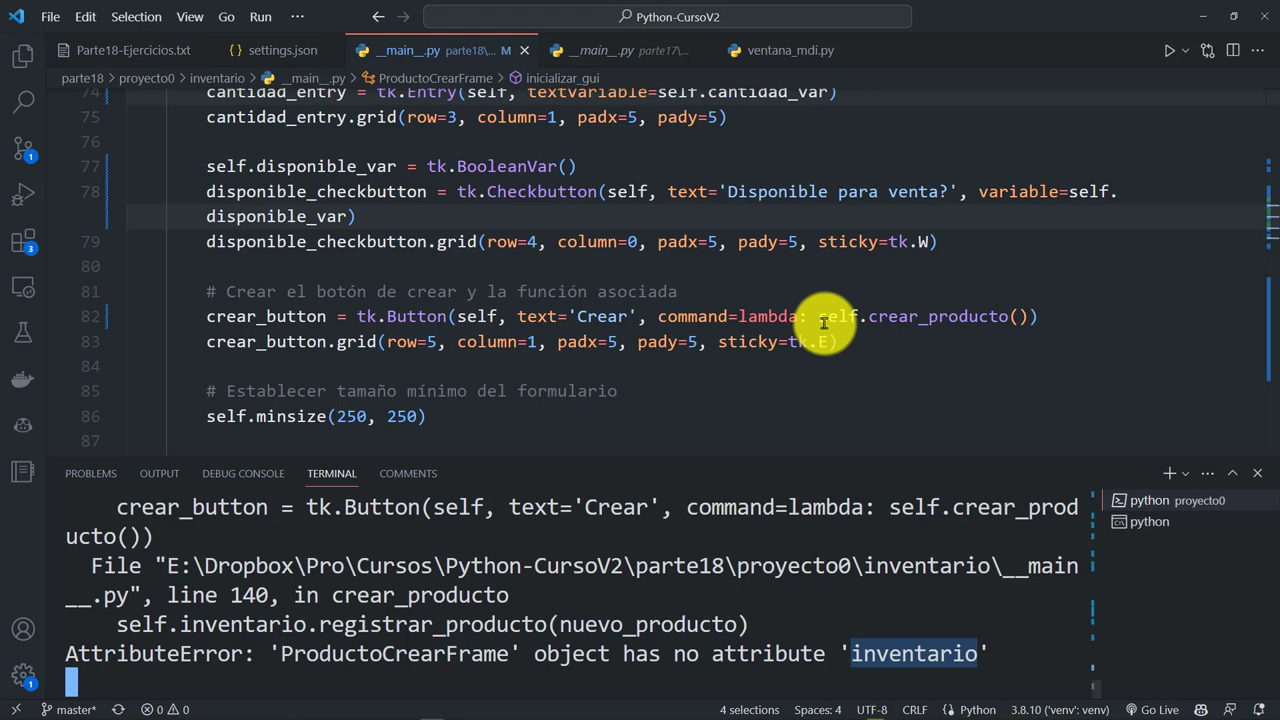 File Edit Selection View Go Run ··· Python-CursoV2
Parte18-Ejercicios.txt {} settings.json __main__.py parte18\... M __main__.py parte17\... ventana_mdi.py
parte18 > proyecto0 > inventario > __main__.py > ProductoCrearFrame > inicializar_gui
74 cantidad_entry = tk.Entry(self, textvariable=self.cantidad_var)
75 cantidad_entry.grid(row=3, column=1, padx=5, pady=5)
76
77 self.disponible_var = tk.BooleanVar()
78 disponible_checkbutton = tk.Checkbutton(self, text='Disponible para venta?', variable=self.
disponible_var)
79 disponible_checkbutton.grid(row=4, column=0, padx=5, pady=5, sticky=tk.W)
80
81 # Crear el botón de crear y la función asociada
82 crear_button = tk.Button(self, text='Crear', command=lambda: self.crear_producto())
83 crear_button.grid(row=5, column=1, padx=5, pady=5, sticky=tk.E)
84
85 # Establecer tamaño mínimo del formulario
86 self.minsize(250, 250)
87
PROBLEMS OUTPUT DEBUG CONSOLE TERMINAL COMMENTS
crear_button = tk.Button(self, text='Crear', command=lambda: self.crear_prod
ucto())
File "E:\Dropbox\Pro\Cursos\Python-CursoV2\parte18\proyecto0\inventario\__main
__.py", line 140, in crear_producto
self.inventario.registrar_producto(nuevo_producto)
AttributeError: 'ProductoCrearFrame' object has no attribute 'inventario'
python proyecto0
python
1
3
1
master* 0 0 4 selections Spaces: 4 UTF-8 CRLF Python 3.8.10 ('venv': venv) Go Live